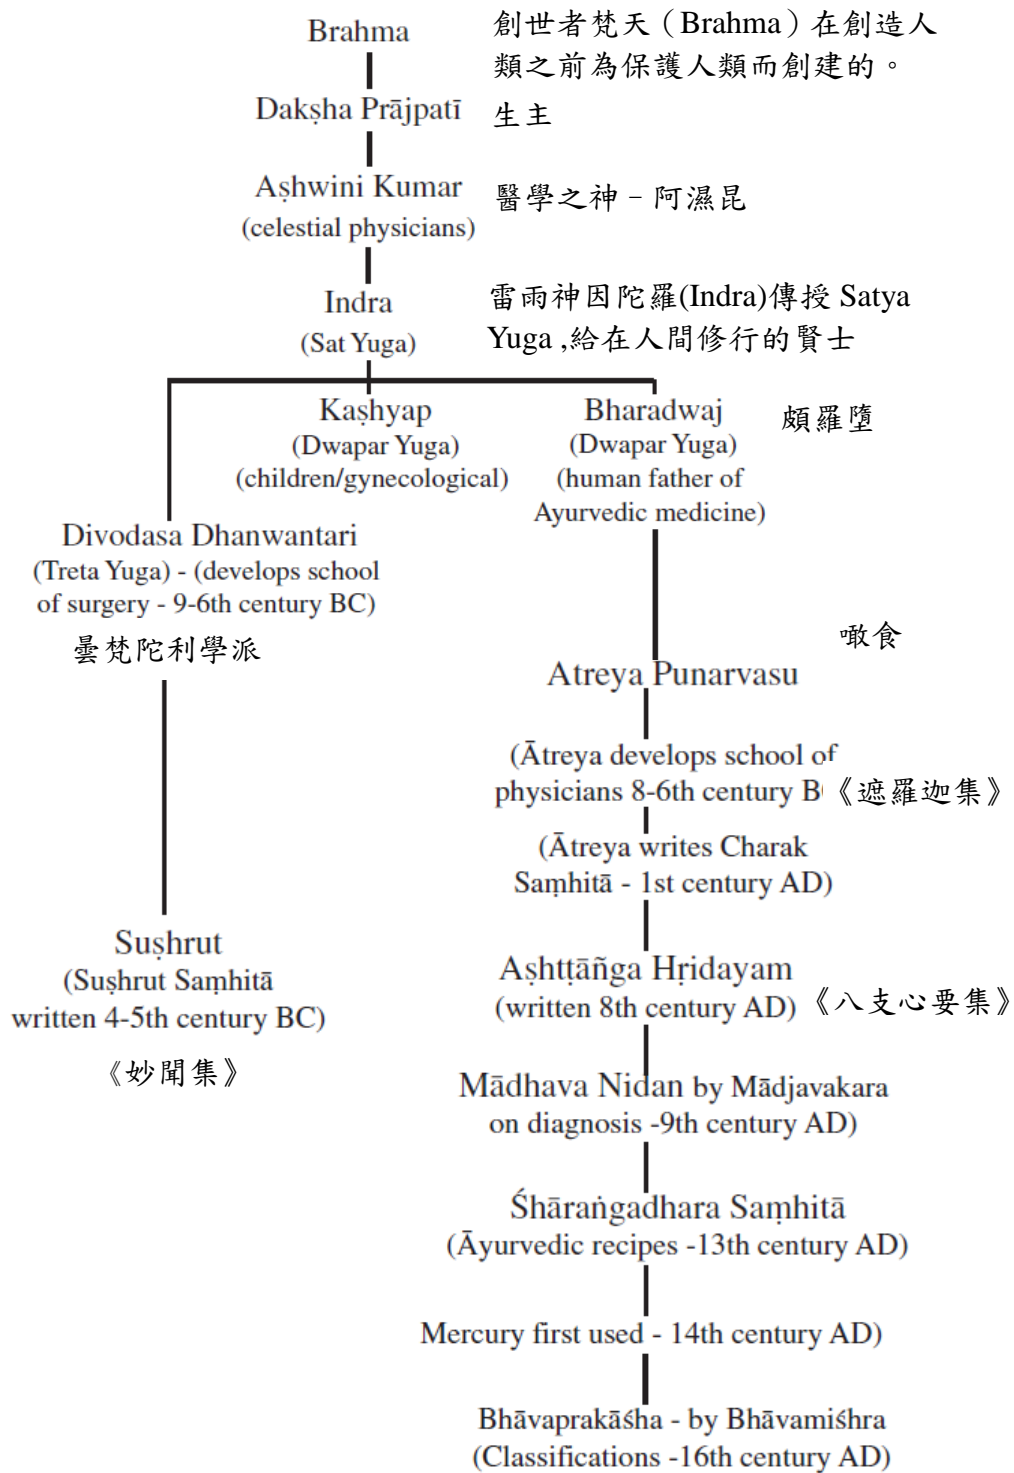 Brahma
創世者梵天（Brahma）在創造人
類之前為保護人類而創建的。
Dakṣha Prājpatī
生主
Aṣhwini Kumar
(celestial physicians)
醫學之神－阿濕昆
Indra
(Sat Yuga)
雷雨神因陀羅(Indra)傳授 Satya
Yuga ,給在人間修行的賢士
Kaṣhyap
(Dwapar Yuga)
(children/gynecological)
Bharadwaj
(Dwapar Yuga)
(human father of
Ayurvedic medicine)
頗羅墮
Divodasa Dhanwantari
(Treta Yuga) - (develops school
of surgery - 9-6th century BC)
曇梵陀利學派
噉食
Atreya Punarvasu
(Ātreya develops school of
physicians 8-6th century B
《遮羅迦集》
(Ātreya writes Charak
Saṃhitā - 1st century AD)
Suṣhrut
(Suṣhrut Saṃhitā
written 4-5th century BC)
《妙聞集》
Aṣhtṭāñga Hṛidayam
(written 8th century AD)
《八支心要集》
Mādhava Nidan by Mādjavakara
on diagnosis -9th century AD)
Śhāraṅgadhara Saṃhitā
(Āyurvedic recipes -13th century AD)
Mercury first used - 14th century AD)
Bhāvaprakāśha - by Bhāvamiśhra
(Classifications -16th century AD)